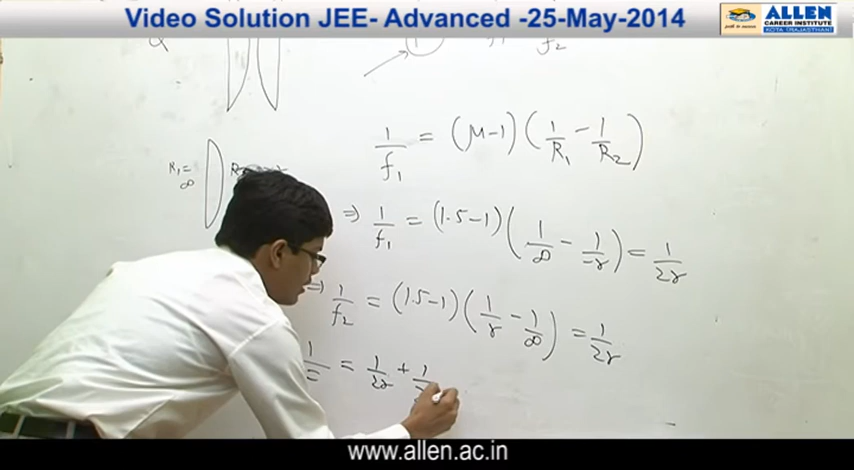 Video Solution JEE- Advanced -25-May-2014
ALLEN
CAREER INSTITUTE
KOTA (RAJASTHAN)
f₂
1/f₁ = (μ-1) (1/R₁ - 1/R₂)
R₁ = ∞
⇒ 1/f₁ = (1.5-1) (1/∞ - 1/-r) = 1/2r
⇒ 1/f₂ = (1.5-1) (1/r - 1/∞) = 1/2r
= 1/2r + 1/
www.allen.ac.in